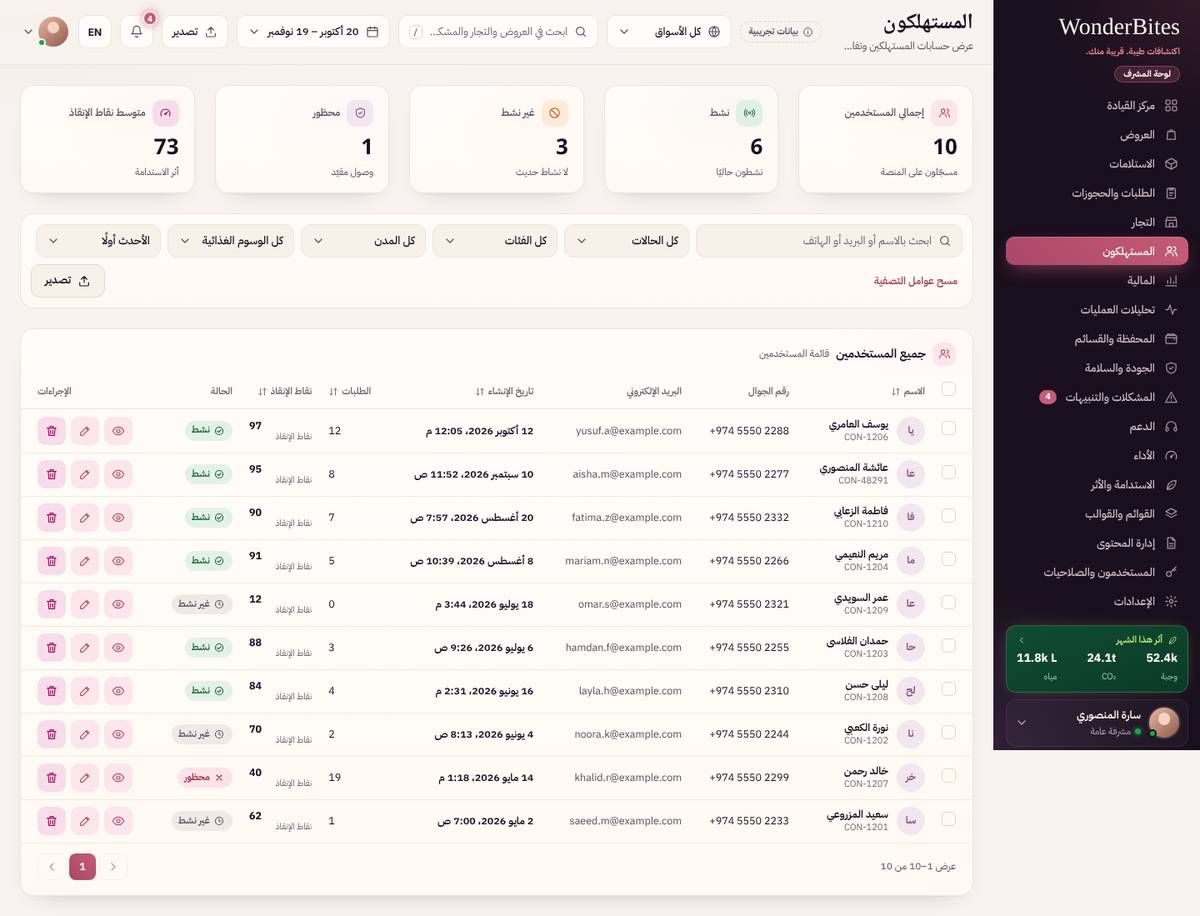 WonderBites
اكتشافات طيبة. قريبة منك.
لوحة المشرف
مركز القيادة
العروض
الاستلامات
الطلبات والحجوزات
التجار
المستهلكون
المالية
تحليلات العمليات
المحفظة والقسائم
الجودة والسلامة
المشكلات والتنبيهات 4
الدعم
الأداء
الاستدامة والأثر
القوائم والقوالب
إدارة المحتوى
المستخدمون والصلاحيات
الإعدادات
أثر هذا الشهر
52.4k 24.1t 11.8k L
وجبة CO₂ مياه
سارة المنصوري
مشرفة عامة
المستهلكون
عرض حسابات المستهلكين وتفا...
بيانات تجريبية
كل الأسواق
ابحث في العروض والتجار والمشك... /
20 أكتوبر – 19 نوفمبر
تصدير
4
EN
إجمالي المستخدمين
10
مسجّلون على المنصة
نشط
6
نشطون حاليًا
غير نشط
3
لا نشاط حديث
محظور
1
وصول مقيّد
متوسط نقاط الإنقاذ
73
أثر الاستدامة
ابحث بالاسم أو البريد أو الهاتف
كل الحالات
كل الفئات
كل المدن
كل الوسوم الغذائية
الأحدث أولًا
مسح عوامل التصفية
تصدير
جميع المستخدمين قائمة المستخدمين
الاسم رقم الجوال البريد الإلكتروني تاريخ الإنشاء الطلبات نقاط الإنقاذ الحالة الإجراءات
يا يوسف العامري CON-1206 +974 5550 2288 yusuf.a@example.com 12 أكتوبر 2026، 12:05 م 12 97 نقاط الإنقاذ نشط
عا عائشة المنصوري CON-48291 +974 5550 2277 aisha.m@example.com 10 سبتمبر 2026، 11:52 ص 8 95 نقاط الإنقاذ نشط
فا فاطمة الزعابي CON-1210 +974 5550 2332 fatima.z@example.com 20 أغسطس 2026، 7:57 ص 7 90 نقاط الإنقاذ نشط
ما مريم النعيمي CON-1204 +974 5550 2266 mariam.n@example.com 8 أغسطس 2026، 10:39 ص 5 91 نقاط الإنقاذ نشط
عا عمر السويدي CON-1209 +974 5550 2321 omar.s@example.com 18 يوليو 2026، 3:44 م 0 12 نقاط الإنقاذ غير نشط
حا حمدان الفلاسي CON-1203 +974 5550 2255 hamdan.f@example.com 6 يوليو 2026، 9:26 ص 3 88 نقاط الإنقاذ نشط
لح ليلى حسن CON-1208 +974 5550 2310 layla.h@example.com 16 يونيو 2026، 2:31 م 4 84 نقاط الإنقاذ نشط
نا نورة الكعبي CON-1202 +974 5550 2244 noora.k@example.com 4 يونيو 2026، 8:13 ص 2 70 نقاط الإنقاذ غير نشط
خر خالد رحمن CON-1207 +974 5550 2299 khalid.r@example.com 14 مايو 2026، 1:18 م 19 40 نقاط الإنقاذ محظور
سا سعيد المزروعي CON-1201 +974 5550 2233 saeed.m@example.com 2 مايو 2026، 7:00 ص 1 62 نقاط الإنقاذ غير نشط
عرض 1–10 من 10
1